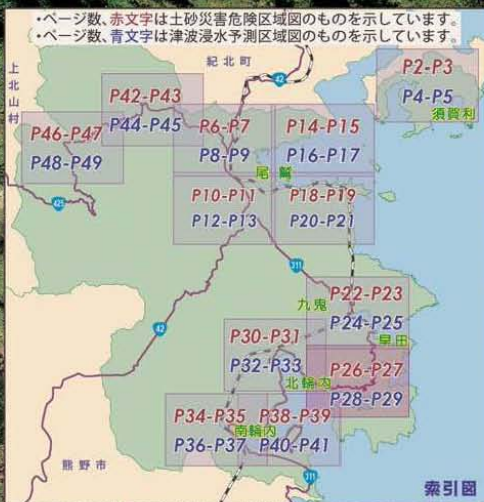 ・ページ数、赤文字は土砂災害危険区域図のものを示しています。
・ページ数、青文字は津波浸水予測区域図のものを示しています。
上北山村
紀北町
42
P2-P3
P4-P5
須賀利
P42-P43
P44-P45
P6-P7
P8-P9
P14-P15
P16-P17
P46-P47
P48-P49
尾鷲
P10-P11
P12-P13
P18-P19
P20-P21
425
311
九鬼
P22-P23
P24-P25
早田
42
P30-P31
P32-P33
北輪内
P26-P27
P28-P29
P34-P35
P36-P37
南輪内
P38-P39
P40-P41
熊野市
311
索引図